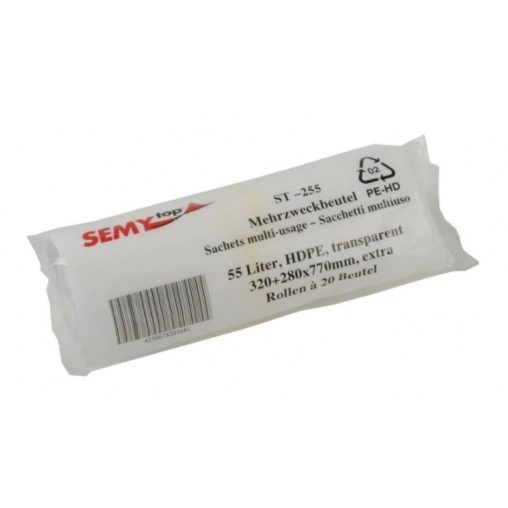 SEMY top
ST -255
Mehrzweckbeutel
Sachets multi-usage – Sacchetti multiuso
55 Liter, HDPE, transparent
320+280x770mm, extra
Rollen à 20 Beutel
02
PE-HD